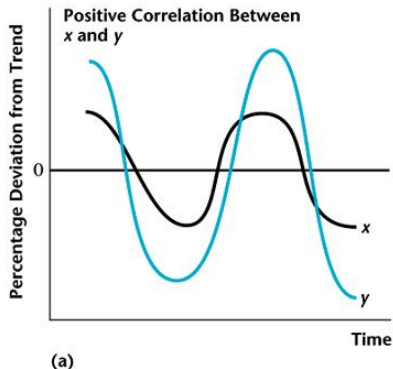 Positive Correlation Between
x and y
Percentage Deviation from Trend
0
x
y
Time
(a)